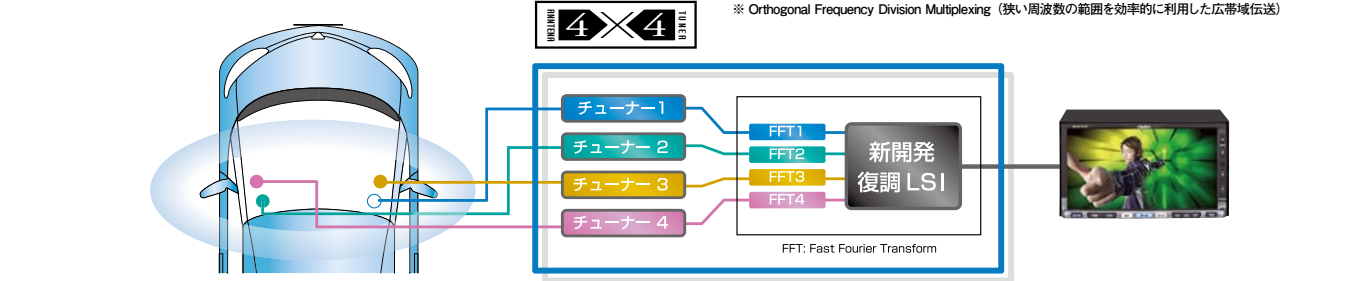 ※ Orthogonal Frequency Division Multiplexing（狭い周波数の範囲を効率的に利用した広帯域伝送）
ANNTENA 4×4 TUNER
チューナー1
チューナー 2
チューナー 3
チューナー 4
FFT1
FFT2
FFT3
FFT4
新開発
復調 LSI
FFT: Fast Fourier Transform